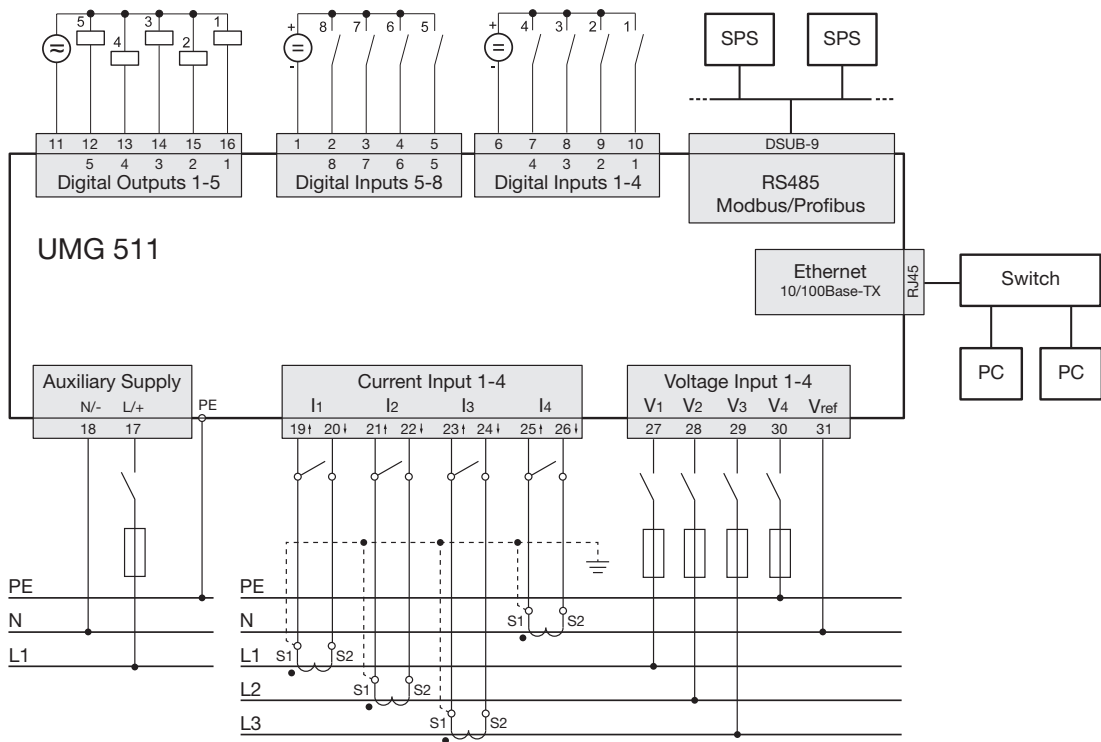 5 3 1
4 2
+ 8 7 6 5
-
+ 4 3 2 1
-
SPS SPS
11 12 13 14 15 16
5 4 3 2 1
Digital Outputs 1-5
1 2 3 4 5
8 7 6 5
Digital Inputs 5-8
6 7 8 9 10
4 3 2 1
Digital Inputs 1-4
DSUB-9
RS485
Modbus/Profibus
UMG 511
Ethernet
10/100Base-TX
RJ45
Switch
PC PC
Auxiliary Supply
N/- L/+ PE
18 17
Current Input 1-4
I1 I2 I3 I4
19 20 21 22 23 24 25 26
Voltage Input 1-4
V1 V2 V3 V4 Vref
27 28 29 30 31
PE
N
L1
PE
N
L1
L2
L3
S1 S2
S1 S2
S1 S2
S1 S2